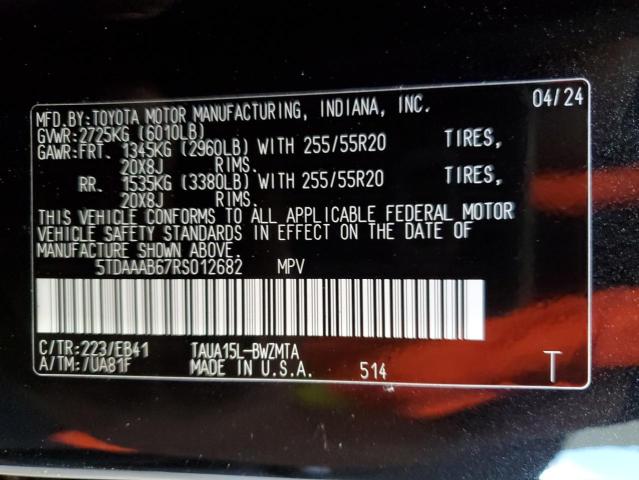 MFD.BY:TOYOTA MOTOR MANUFACTURING, INDIANA, INC. 04/24
GVWR:2725KG (6010LB)
GAWR:FRT. 1345KG (2960LB) WITH 255/55R20 TIRES,
20X8J RIMS.
RR. 1535KG (3380LB) WITH 255/55R20 TIRES,
20X8J RIMS.
THIS VEHICLE CONFORMS TO ALL APPLICABLE FEDERAL MOTOR
VEHICLE SAFETY STANDARDS IN EFFECT ON THE DATE OF
MANUFACTURE SHOWN ABOVE.
5TDAAAB67RS012682 MPV
C/TR:223/EB41 TAUA15L-BWZMTA
A/TM:/UA81F MADE IN U.S.A. 514 T